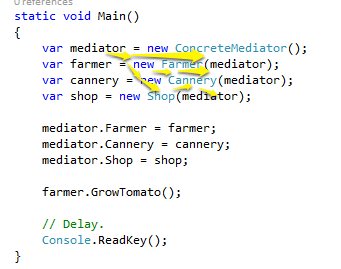 0 references
static void Main()
{
var mediator = new ConcreteMediator();
var farmer = new Farmer(mediator);
var cannery = new Cannery(mediator);
var shop = new Shop(mediator);
mediator.Farmer = farmer;
mediator.Cannery = cannery;
mediator.Shop = shop;
farmer.GrowTomato();
// Delay.
Console.ReadKey();
}